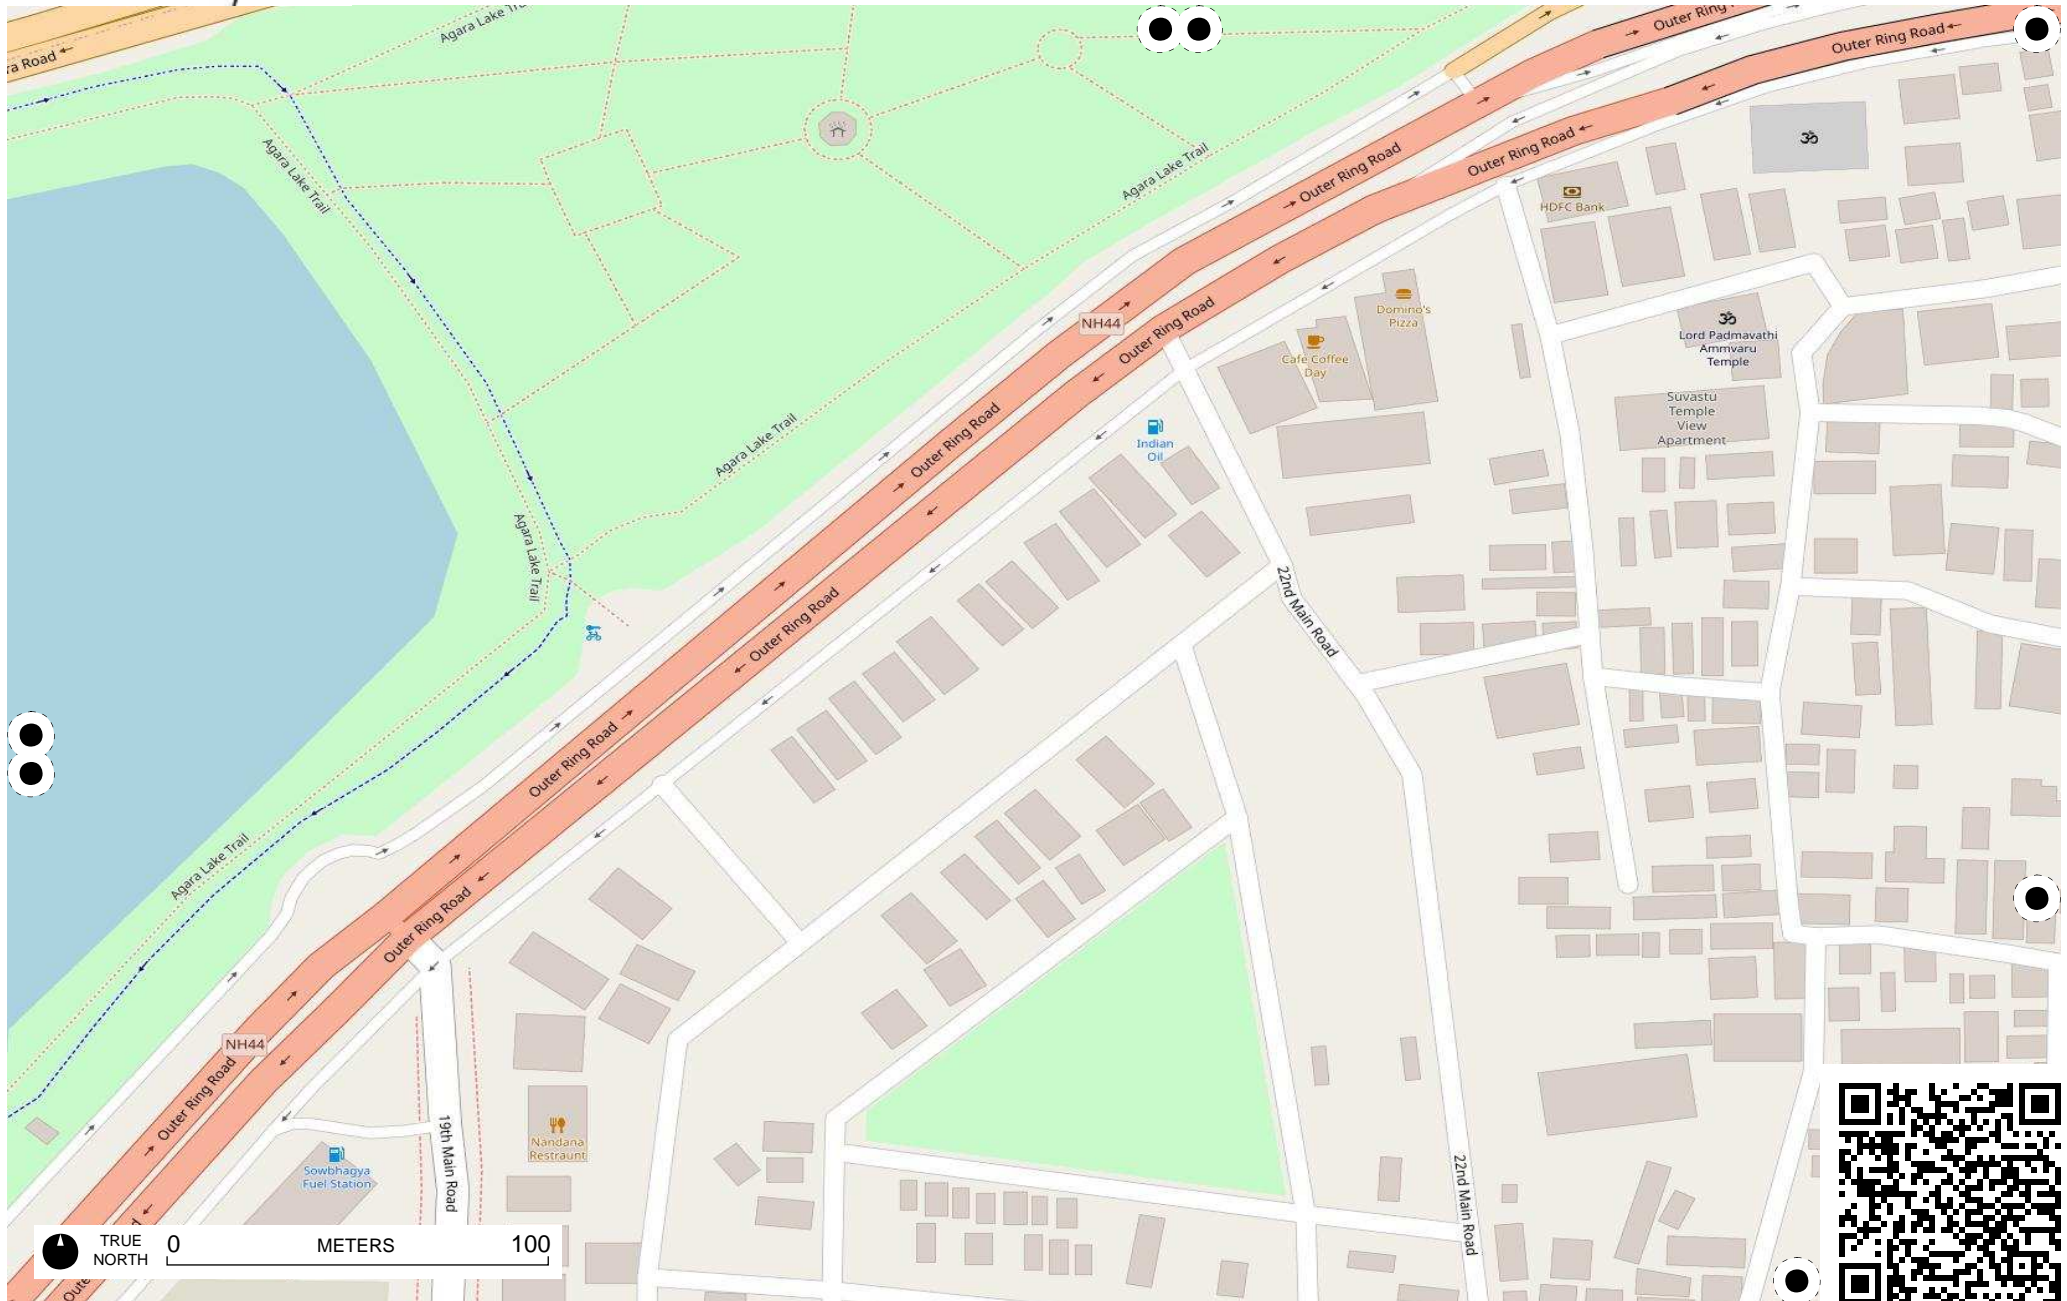 Agara Lake Tra
Outer Ring
Outer Ring Road
ra Road
Outer Ring Road
Outer Ring Road
Agara Lake Trail
Agara Lake Trail
ॐ
HDFC Bank
Domino's
Pizza
NH44
Outer Ring Road
Cafe Coffee
Day
ॐ
Lord Padmavathi
Ammvaru
Temple
Suvastu
Temple
View
Apartment
Indian
Oil
Outer Ring Road
Agara Lake Trail
Agara Lake Trail
22nd Main Road
Outer Ring Road
Outer Ring Road
Agara Lake Trail
Outer Ring Road
NH44
Outer Ring Road
19th Main Road
Nandana
Restraunt
Sowbhagya
Fuel Station
22nd Main Road
d
Oute
TRUE
NORTH
0 METERS 100